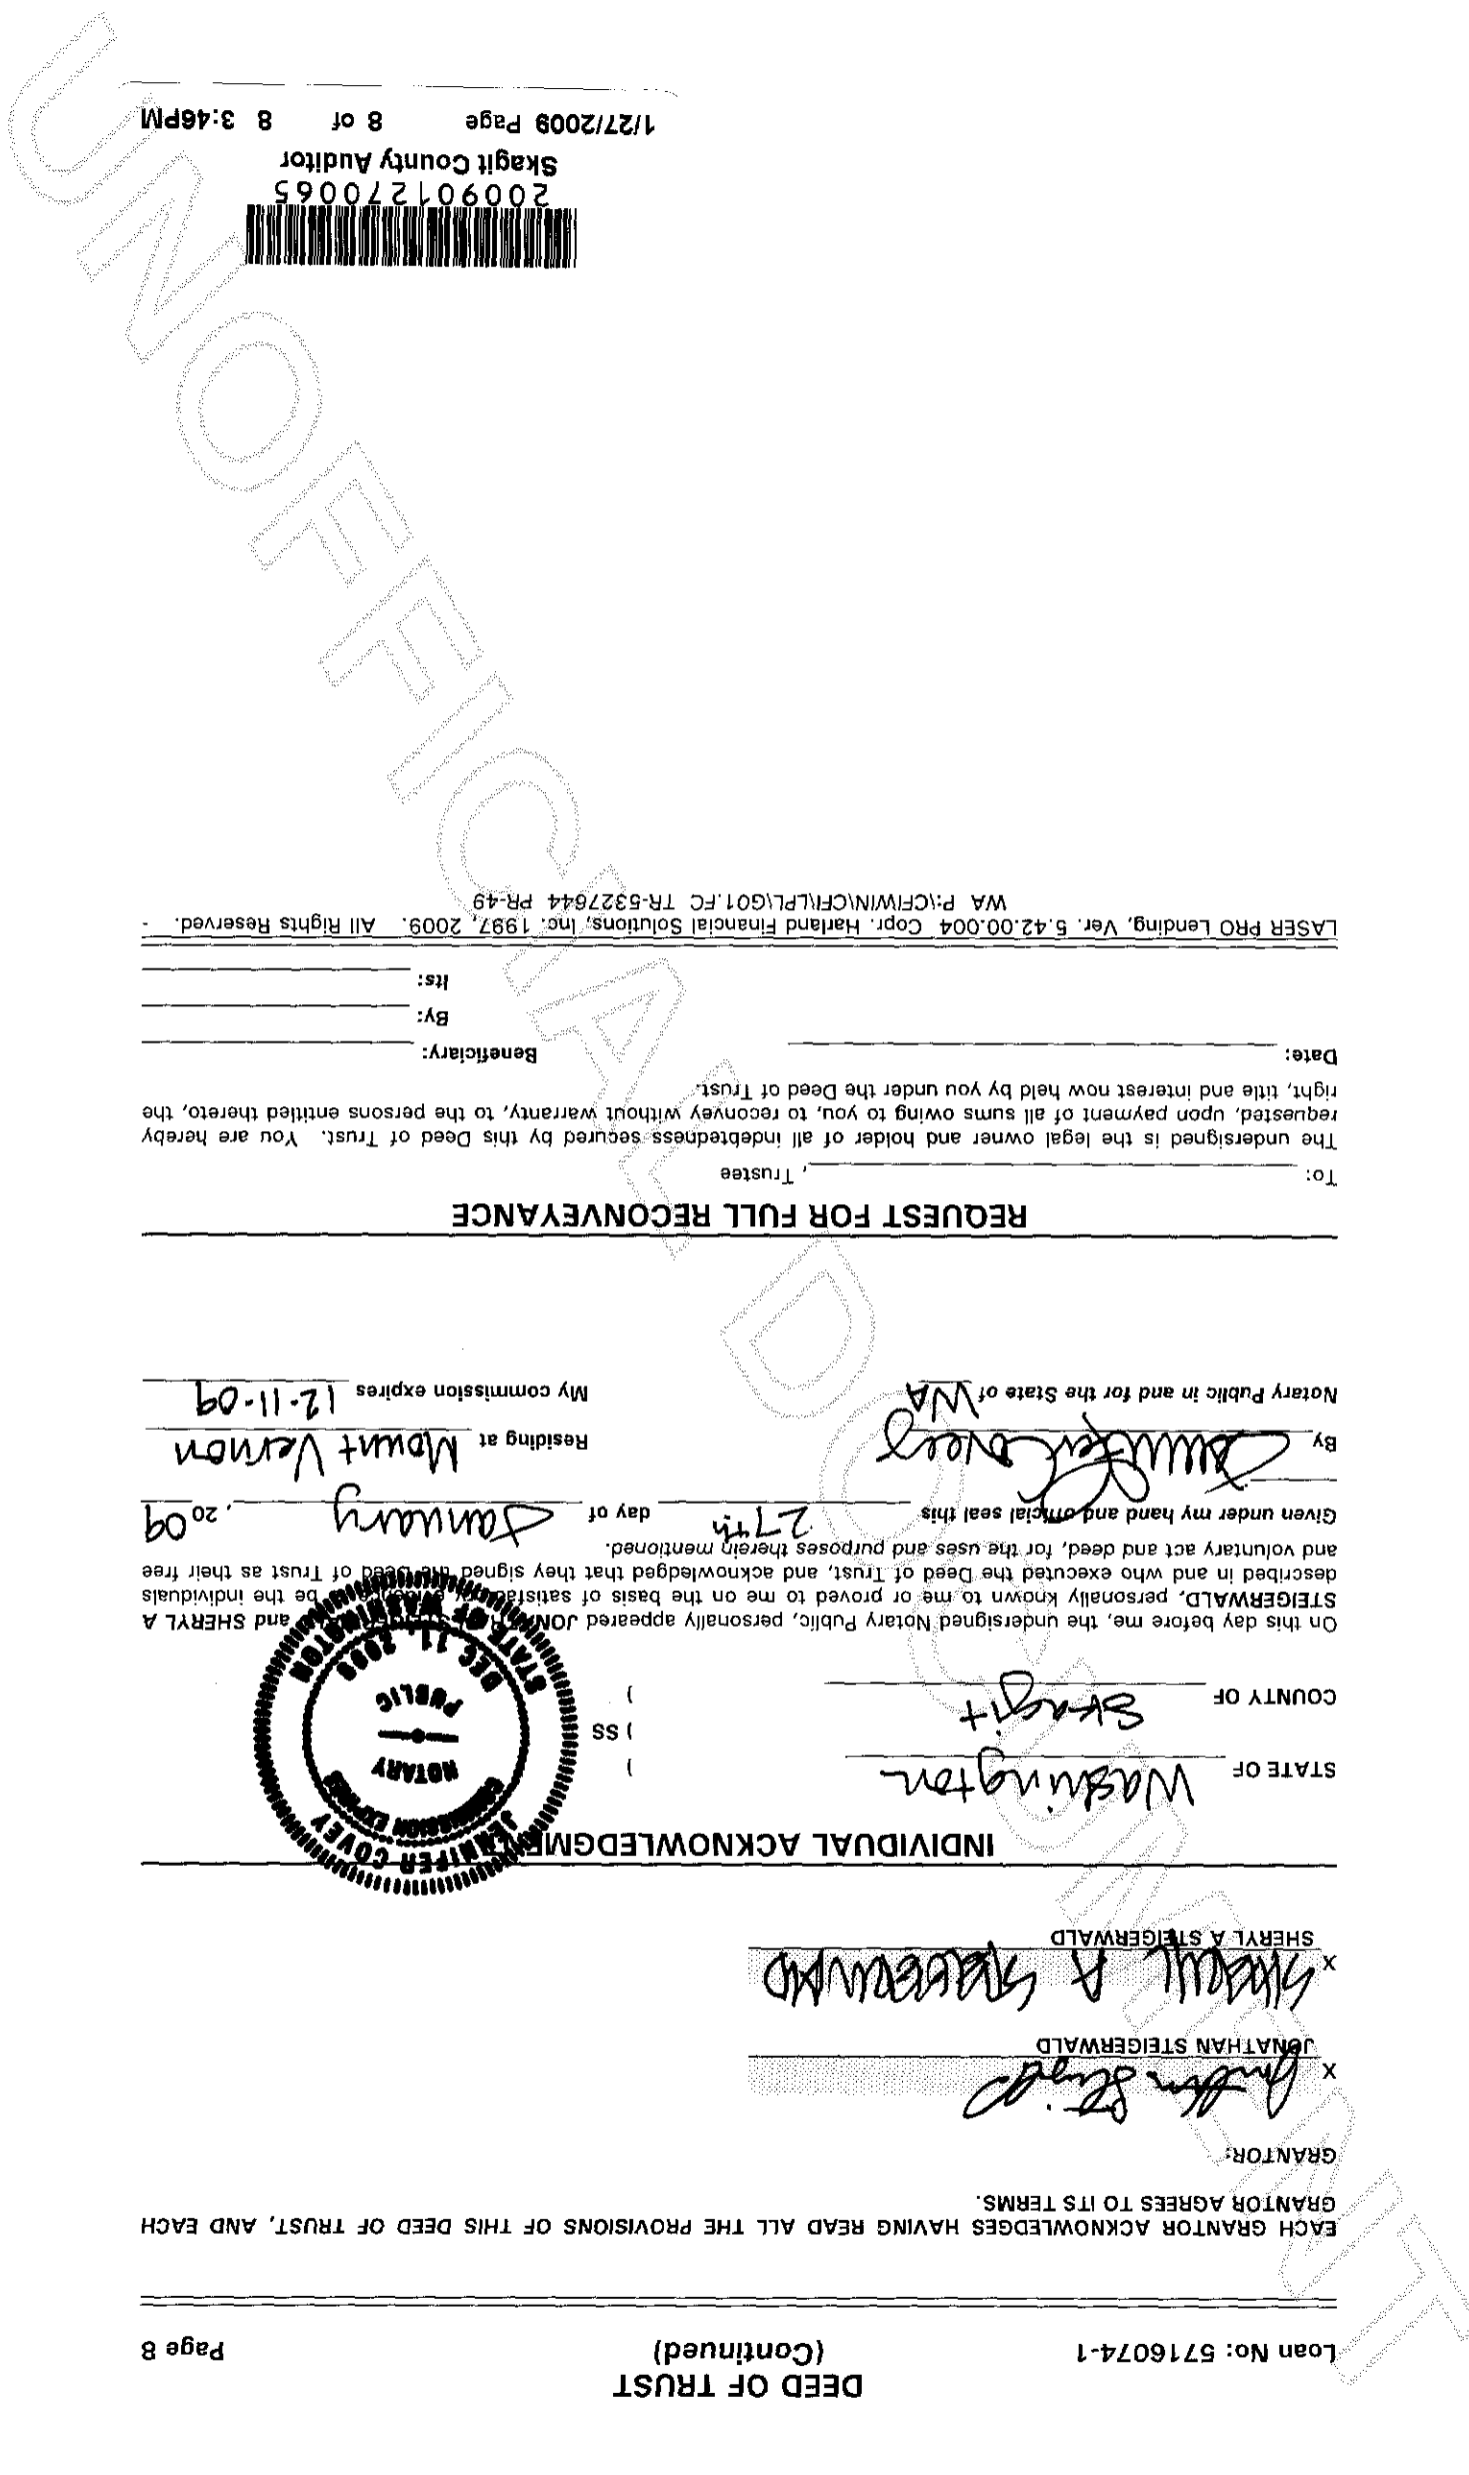 DEED OF TRUST
Loan No: 5716074-1 (Continued) Page 8
EACH GRANTOR ACKNOWLEDGES HAVING READ ALL THE PROVISIONS OF THIS DEED OF TRUST, AND EACH
GRANTOR AGREES TO ITS TERMS.
GRANTOR:
X
JONATHAN STEIGERWALD
X Sheryl A Steigerwald
SHERYL A STEIGERWALD
INDIVIDUAL ACKNOWLEDGMENT
JENNIFER COVEY
COMMISSION EXPIRES
NOTARY
PUBLIC
DEC 11 2009
STATE OF WASHINGTON
STATE OF Washington )
) SS
COUNTY OF Skagit )
On this day before me, the undersigned Notary Public, personally appeared JONATHAN and SHERYL A
STEIGERWALD, personally known to me or proved to me on the basis of satisfactory evidence be the individuals
described in and who executed the Deed of Trust, and acknowledged that they signed the Deed of Trust as their free
and voluntary act and deed, for the uses and purposes therein mentioned.
Given under my hand and official seal this 27th day of January, 2009
By Jennifer Covey Residing at Mount Vernon
Notary Public in and for the State of WA My commission expires 12-11-09
REQUEST FOR FULL RECONVEYANCE
To: , Trustee
The undersigned is the legal owner and holder of all indebtedness secured by this Deed of Trust. You are hereby
requested, upon payment of all sums owing to you, to reconvey without warranty, to the persons entitled thereto, the
right, title and interest now held by you under the Deed of Trust.
Date: Beneficiary:
By:
Its:
LASER PRO Lending, Ver. 5.42.00.004 Copr. Harland Financial Solutions, Inc. 1997, 2009. All Rights Reserved. -
WA P:\CFIWIN\CFI\LPL\G01.FC TR-5327644 PR-49
200901270065
Skagit County Auditor
1/27/2009 Page 8 of 8 3:46PM
UNOFFICIAL DOCUMENT